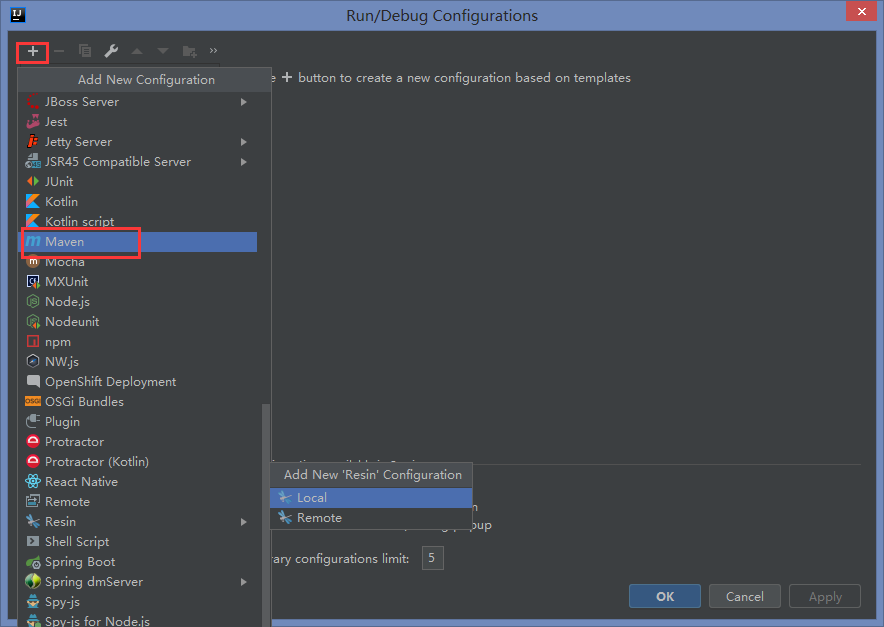 Run/Debug Configurations
Add New Configuration
button to create a new configuration based on templates
JBoss Server
Jest
Jetty Server
JSR45 Compatible Server
JUnit
Kotlin
Kotlin script
Maven
Mocha
MXUnit
Node.js
Nodeunit
npm
NW.js
OpenShift Deployment
OSGi Bundles
Plugin
Protractor
Protractor (Kotlin)
React Native
Remote
Resin
Shell Script
Spring Boot
Spring dmServer
Spy-js
Spy-js for Node.js
Add New 'Resin' Configuration
Local
Remote
popup
configurations limit: 5
OK Cancel Apply